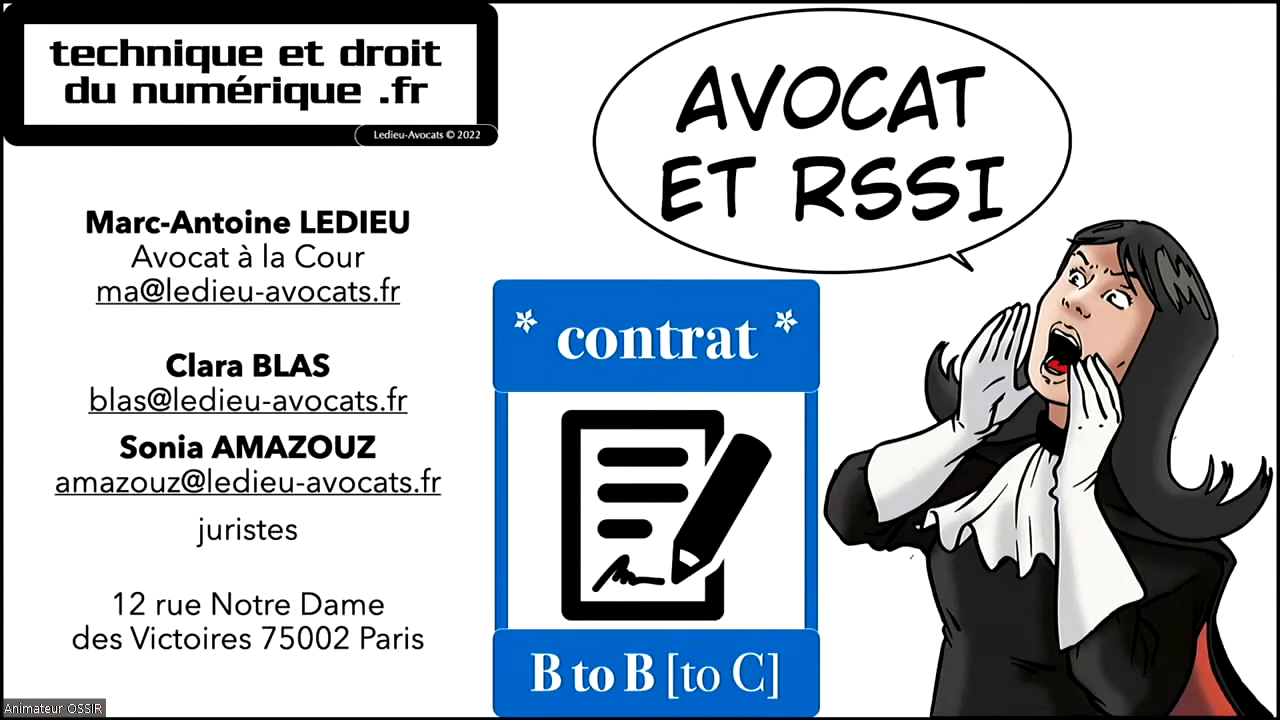 technique et droit
du numérique .fr
Ledieu-Avocats © 2022
Marc-Antoine LEDIEU
Avocat à la Cour
ma@ledieu-avocats.fr
Clara BLAS
blas@ledieu-avocats.fr
Sonia AMAZOUZ
amazouz@ledieu-avocats.fr
juristes
12 rue Notre Dame
des Victoires 75002 Paris
* contrat *
B to B [to C]
AVOCAT
ET RSSI
Animateur OSSIR